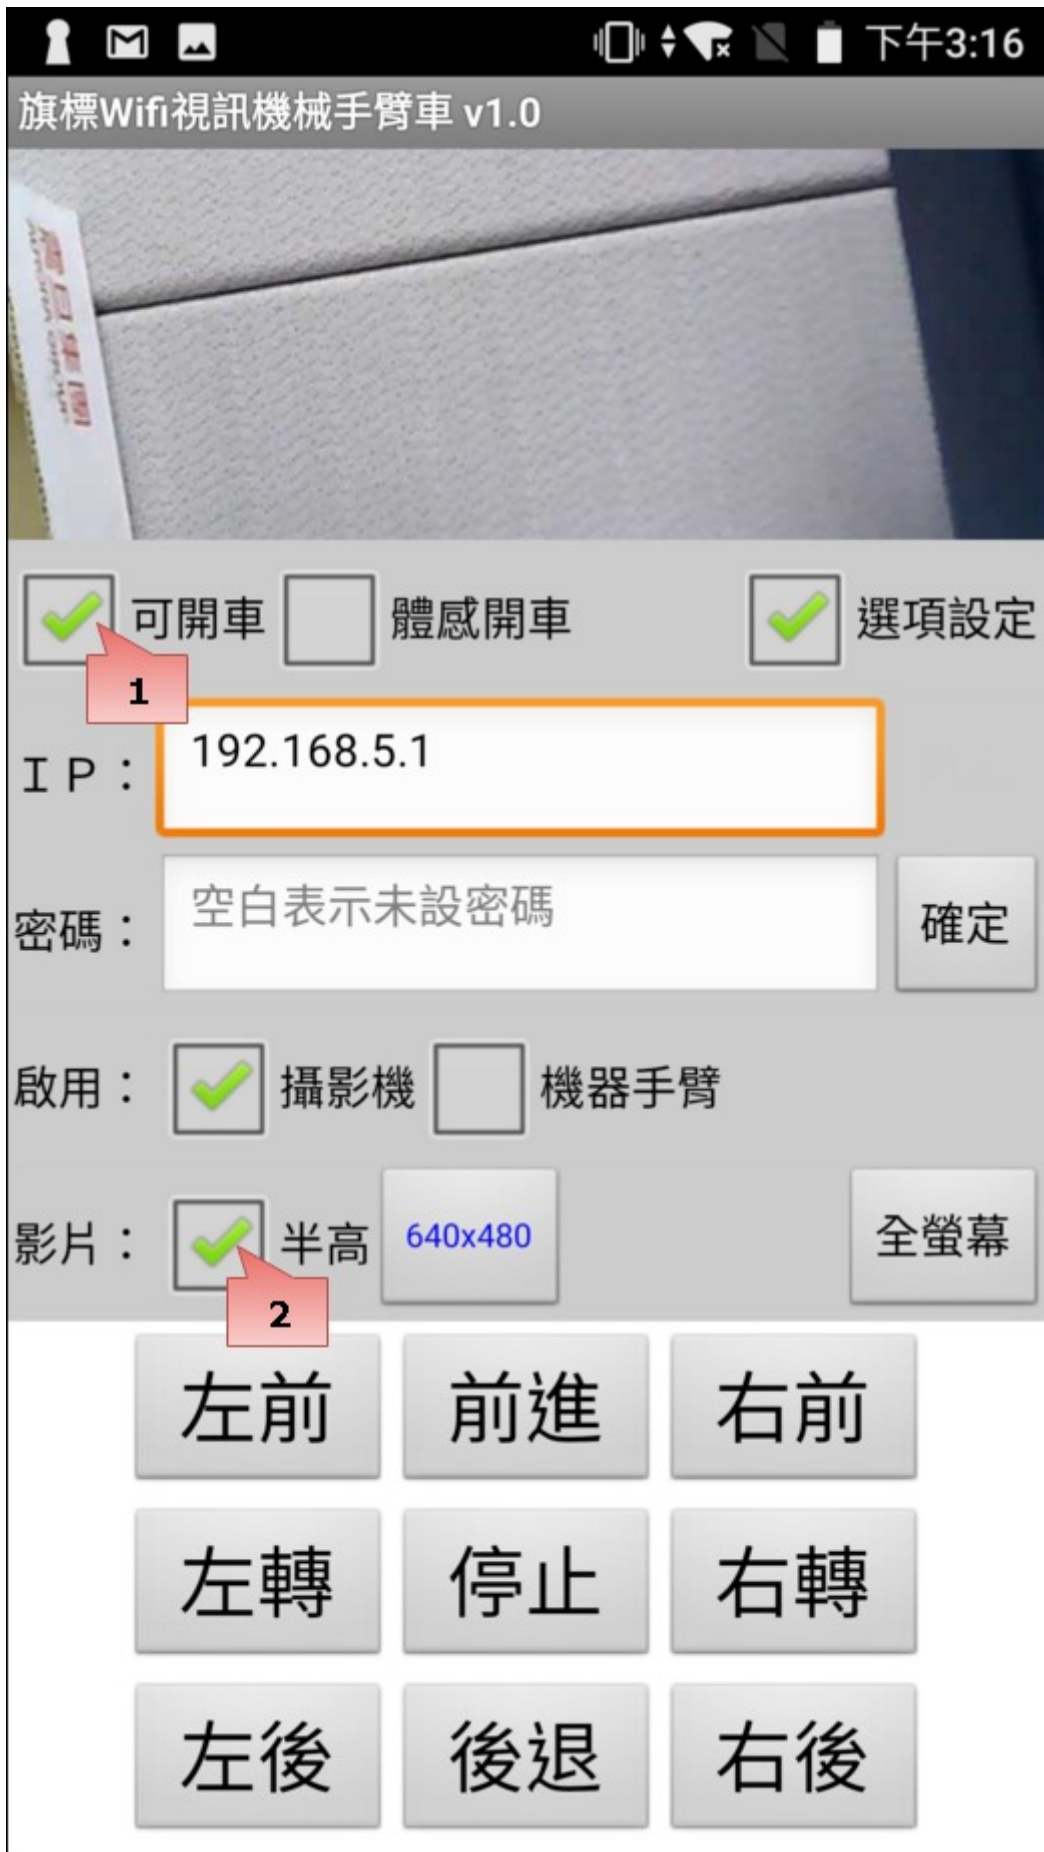 下午3:16
旗標Wifi視訊機械手臂車 v1.0
可開車 體感開車 選項設定
1
ＩＰ： 192.168.5.1
密碼： 空白表示未設密碼 確定
啟用： 攝影機 機器手臂
影片： 半高 640x480 全螢幕
2
左前 前進 右前
左轉 停止 右轉
左後 後退 右後